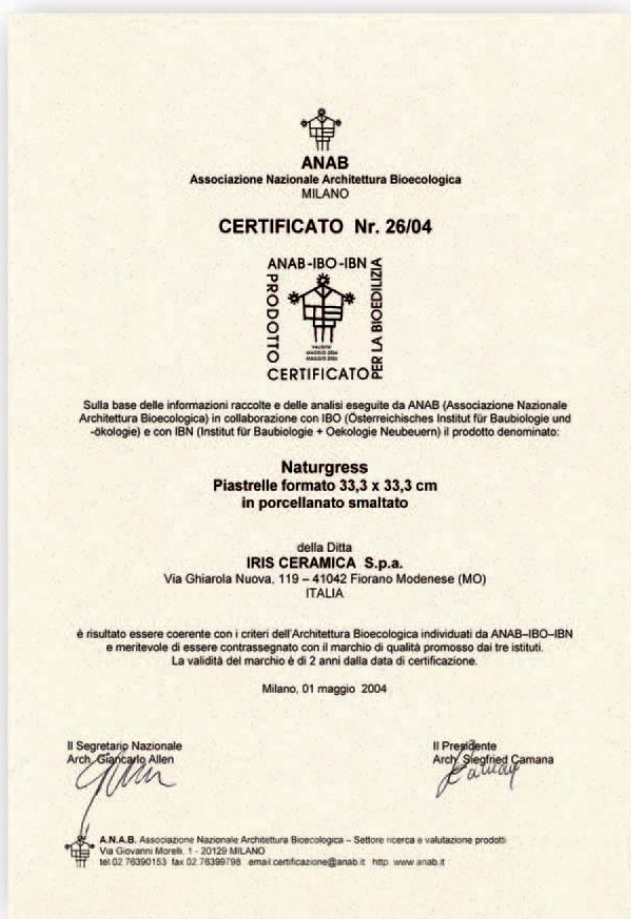 ANAB
Associazione Nazionale Architettura Bioecologica
MILANO
CERTIFICATO Nr. 26/04
ANAB-IBO-IBN
PRODOTTO
PER LA BIOEDILIZIA
VALIDITA'
MAGGIO 2004
MAGGIO 2006
CERTIFICATO
Sulla base delle informazioni raccolte e delle analisi eseguite da ANAB (Associazione Nazionale
Architettura Bioecologica) in collaborazione con IBO (Österreichisches Institut für Baubiologie und
-ökologie) e con IBN (Institut für Baubiologie + Oekologie Neubeuern) il prodotto denominato:
Naturgress
Piastrelle formato 33,3 x 33,3 cm
in porcellanato smaltato
della Ditta
IRIS CERAMICA S.p.a.
Via Ghiarola Nuova, 119 – 41042 Fiorano Modenese (MO)
ITALIA
è risultato essere coerente con i criteri dell'Architettura Bioecologica individuati da ANAB–IBO–IBN
e meritevole di essere contrassegnato con il marchio di qualità promosso dai tre istituti.
La validità del marchio è di 2 anni dalla data di certificazione.
Milano, 01 maggio 2004
Il Segretario Nazionale
Arch. Giancarlo Allen
Il Presidente
Arch. Siegfried Camana
A.N.A.B. Associazione Nazionale Architettura Bioecologica – Settore ricerca e valutazione prodotti
Via Giovanni Morelli, 1 - 20129 MILANO
tel.02 76390153 fax 02.76399798 email.certificazione@anab.it http www.anab.it